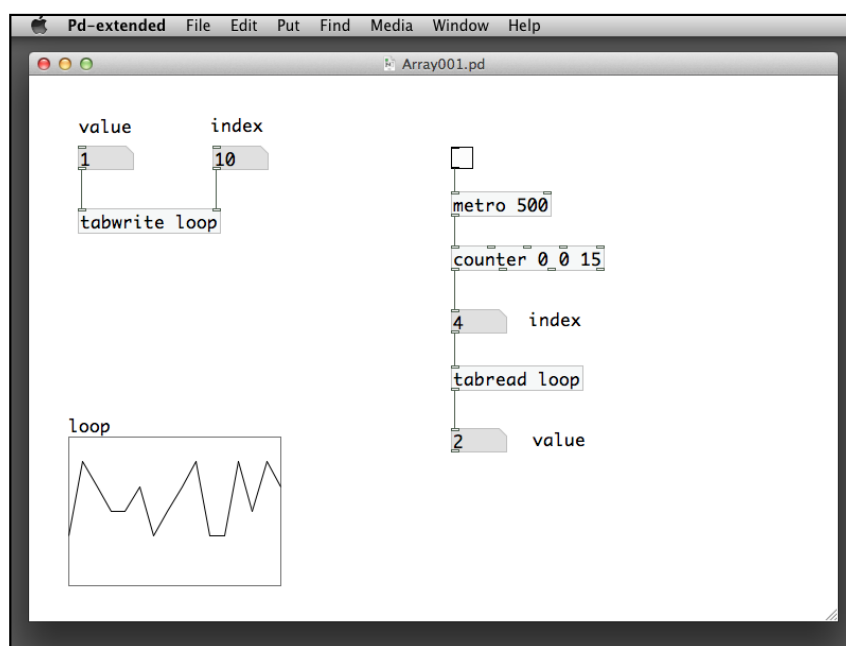 Pd-extended File Edit Put Find Media Window Help
Array001.pd
value index
1 10
tabwrite loop
metro 500
counter 0 0 15
4 index
tabread loop
2 value
loop